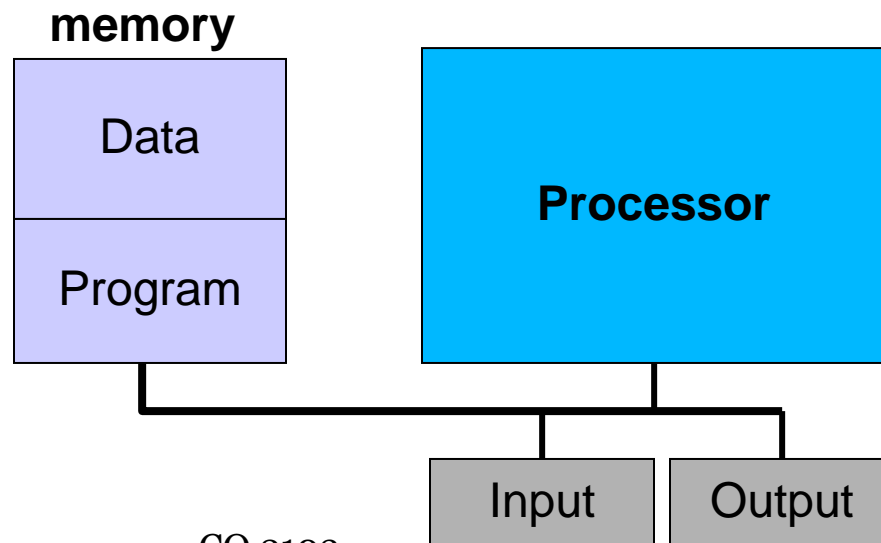 memory
Data
Processor
Program
Input
Output